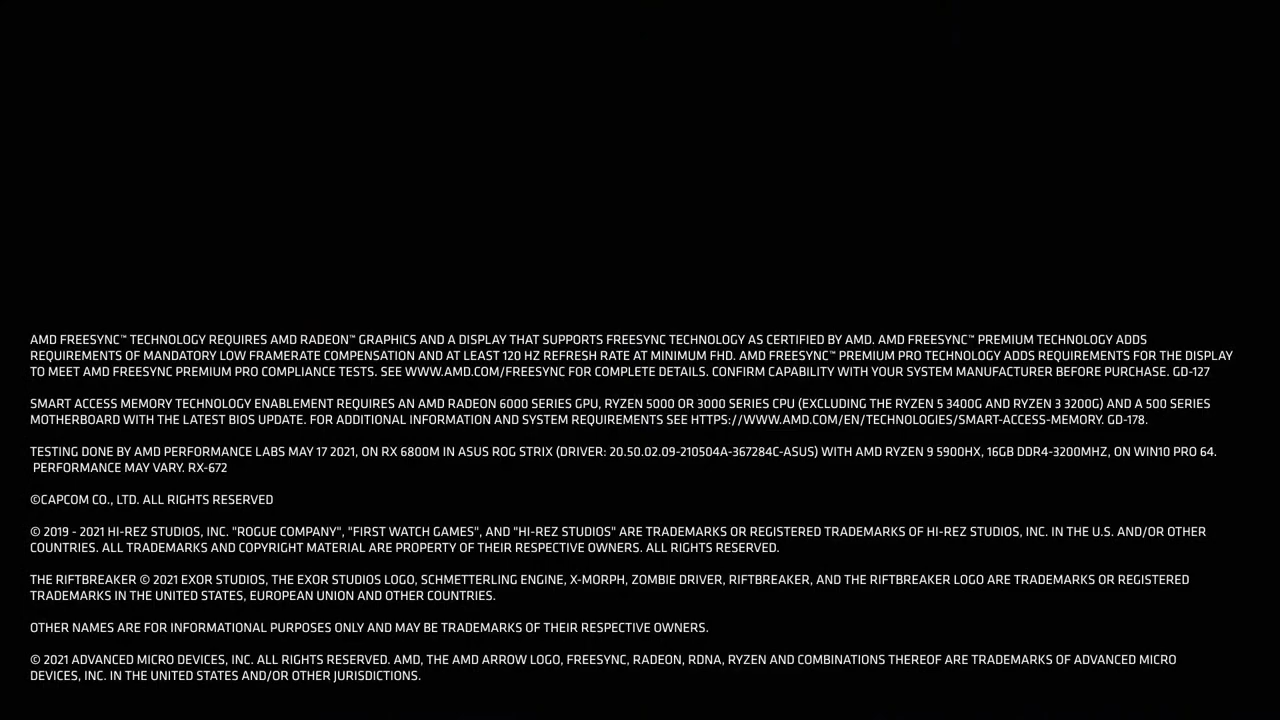 AMD FREESYNC™ TECHNOLOGY REQUIRES AMD RADEON™ GRAPHICS AND A DISPLAY THAT SUPPORTS FREESYNC TECHNOLOGY AS CERTIFIED BY AMD. AMD FREESYNC™ PREMIUM TECHNOLOGY ADDS
REQUIREMENTS OF MANDATORY LOW FRAMERATE COMPENSATION AND AT LEAST 120 HZ REFRESH RATE AT MINIMUM FHD. AMD FREESYNC™ PREMIUM PRO TECHNOLOGY ADDS REQUIREMENTS FOR THE DISPLAY
TO MEET AMD FREESYNC PREMIUM PRO COMPLIANCE TESTS. SEE WWW.AMD.COM/FREESYNC FOR COMPLETE DETAILS. CONFIRM CAPABILITY WITH YOUR SYSTEM MANUFACTURER BEFORE PURCHASE. GD-127
SMART ACCESS MEMORY TECHNOLOGY ENABLEMENT REQUIRES AN AMD RADEON 6000 SERIES GPU, RYZEN 5000 OR 3000 SERIES CPU (EXCLUDING THE RYZEN 5 3400G AND RYZEN 3 3200G) AND A 500 SERIES
MOTHERBOARD WITH THE LATEST BIOS UPDATE. FOR ADDITIONAL INFORMATION AND SYSTEM REQUIREMENTS SEE HTTPS://WWW.AMD.COM/EN/TECHNOLOGIES/SMART-ACCESS-MEMORY. GD-178.
TESTING DONE BY AMD PERFORMANCE LABS MAY 17 2021, ON RX 6800M IN ASUS ROG STRIX (DRIVER: 20.50.02.09-210504A-367284C-ASUS) WITH AMD RYZEN 9 5900HX, 16GB DDR4-3200MHZ, ON WIN10 PRO 64.
PERFORMANCE MAY VARY. RX-672
©CAPCOM CO., LTD. ALL RIGHTS RESERVED
© 2019 - 2021 HI-REZ STUDIOS, INC. "ROGUE COMPANY", "FIRST WATCH GAMES", AND "HI-REZ STUDIOS" ARE TRADEMARKS OR REGISTERED TRADEMARKS OF HI-REZ STUDIOS, INC. IN THE U.S. AND/OR OTHER
COUNTRIES. ALL TRADEMARKS AND COPYRIGHT MATERIAL ARE PROPERTY OF THEIR RESPECTIVE OWNERS. ALL RIGHTS RESERVED.
THE RIFTBREAKER © 2021 EXOR STUDIOS, THE EXOR STUDIOS LOGO, SCHMETTERLING ENGINE, X-MORPH, ZOMBIE DRIVER, RIFTBREAKER, AND THE RIFTBREAKER LOGO ARE TRADEMARKS OR REGISTERED
TRADEMARKS IN THE UNITED STATES, EUROPEAN UNION AND OTHER COUNTRIES.
OTHER NAMES ARE FOR INFORMATIONAL PURPOSES ONLY AND MAY BE TRADEMARKS OF THEIR RESPECTIVE OWNERS.
© 2021 ADVANCED MICRO DEVICES, INC. ALL RIGHTS RESERVED. AMD, THE AMD ARROW LOGO, FREESYNC, RADEON, RDNA, RYZEN AND COMBINATIONS THEREOF ARE TRADEMARKS OF ADVANCED MICRO
DEVICES, INC. IN THE UNITED STATES AND/OR OTHER JURISDICTIONS.